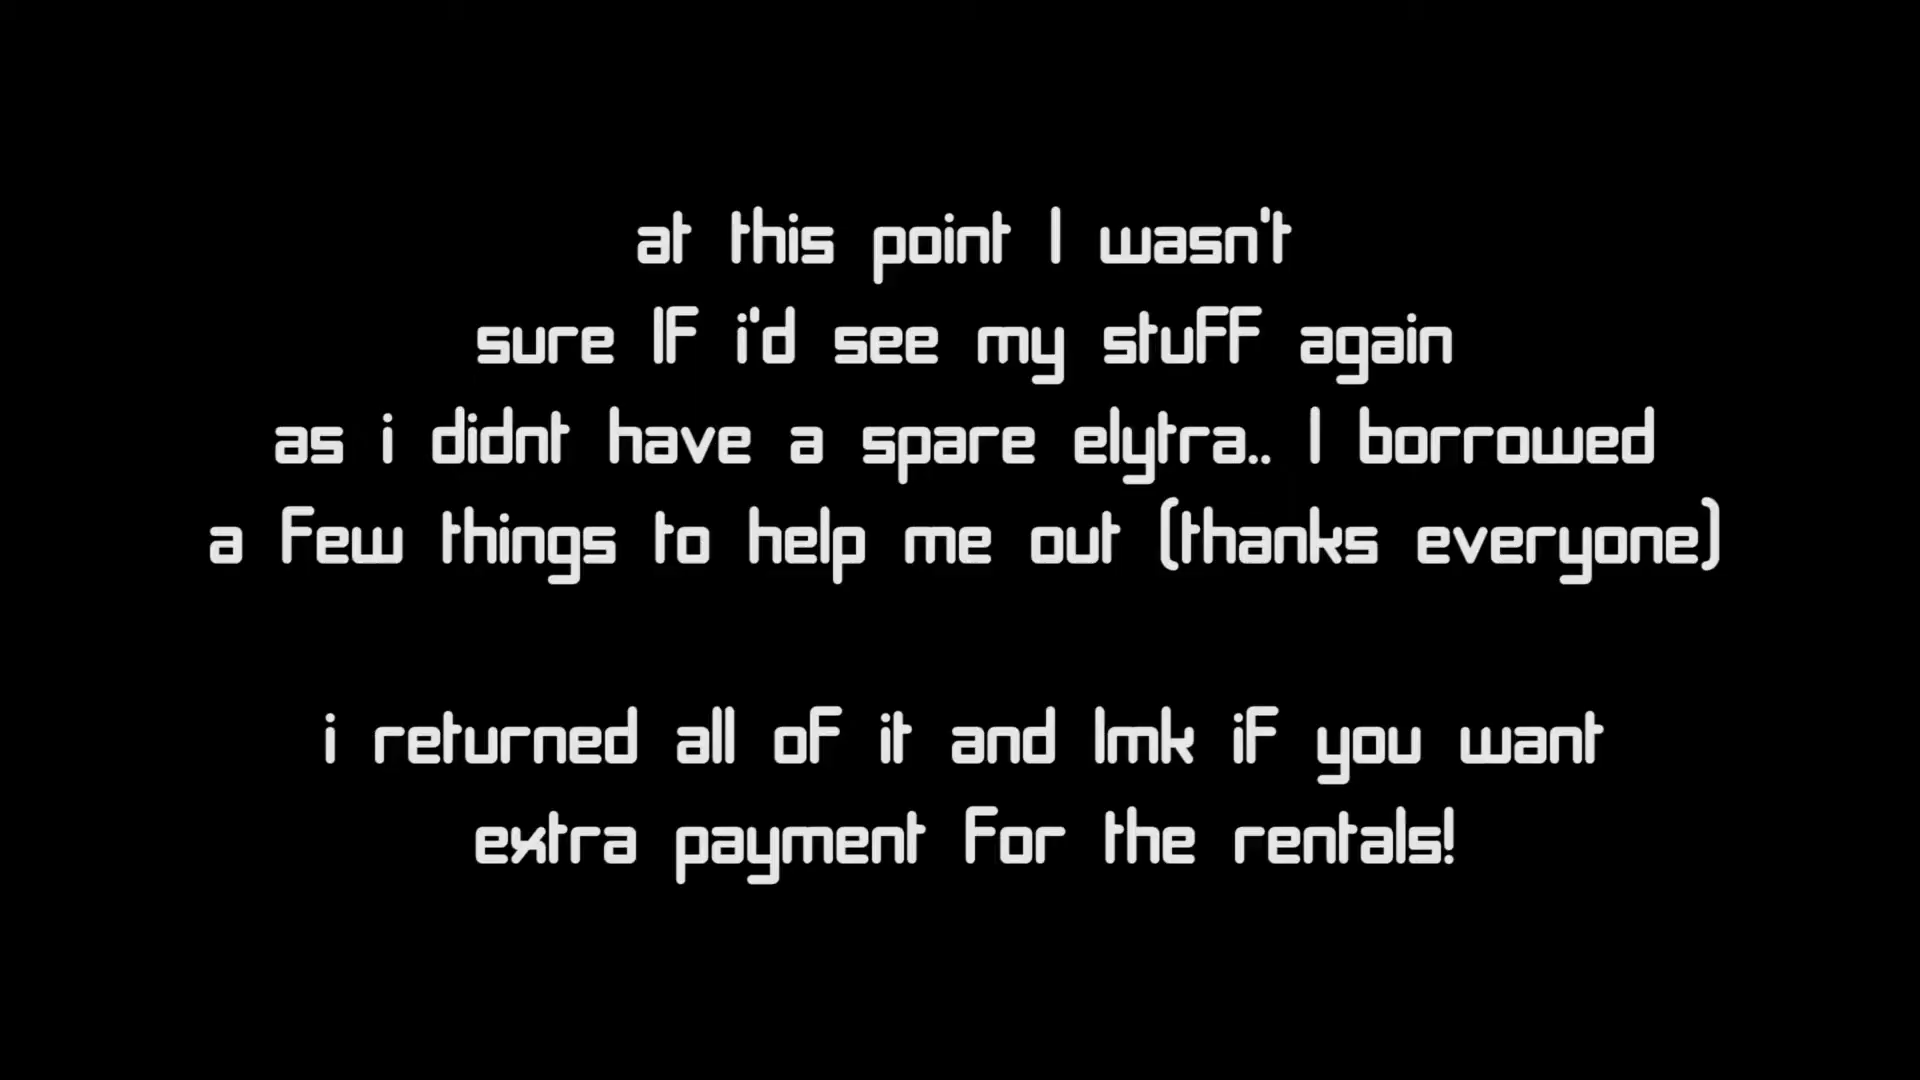 at this point I wasn't
sure IF i'd see my stuFF again
as i didnt have a spare elytra.. I borrowed
a Few things to help me out (thanks everyone)
i returned all oF it and lmk iF you want
extra payment For the rentals!